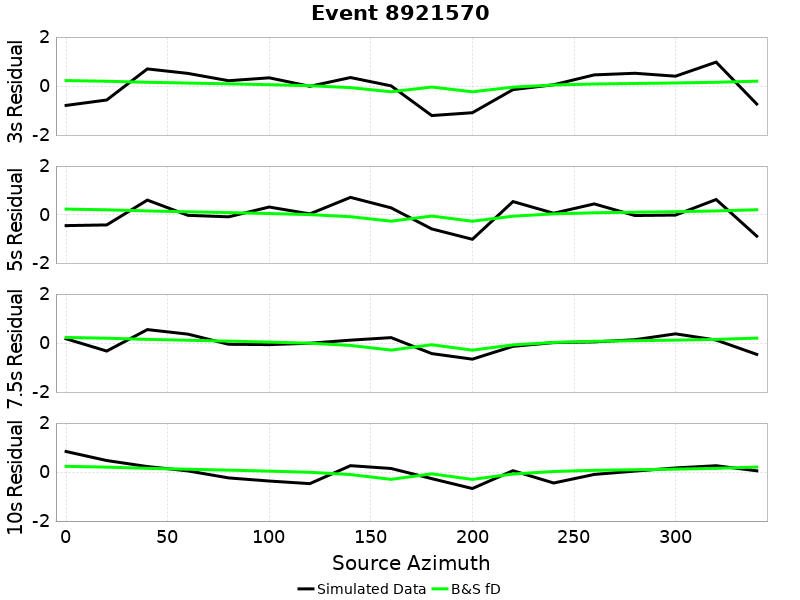 Event 8921570
3s Residual
2
0
-2
5s Residual
2
0
-2
7.5s Residual
2
0
-2
10s Residual
2
0
-2
0 50 100 150 200 250 300
Source Azimuth
Simulated Data B&S fD